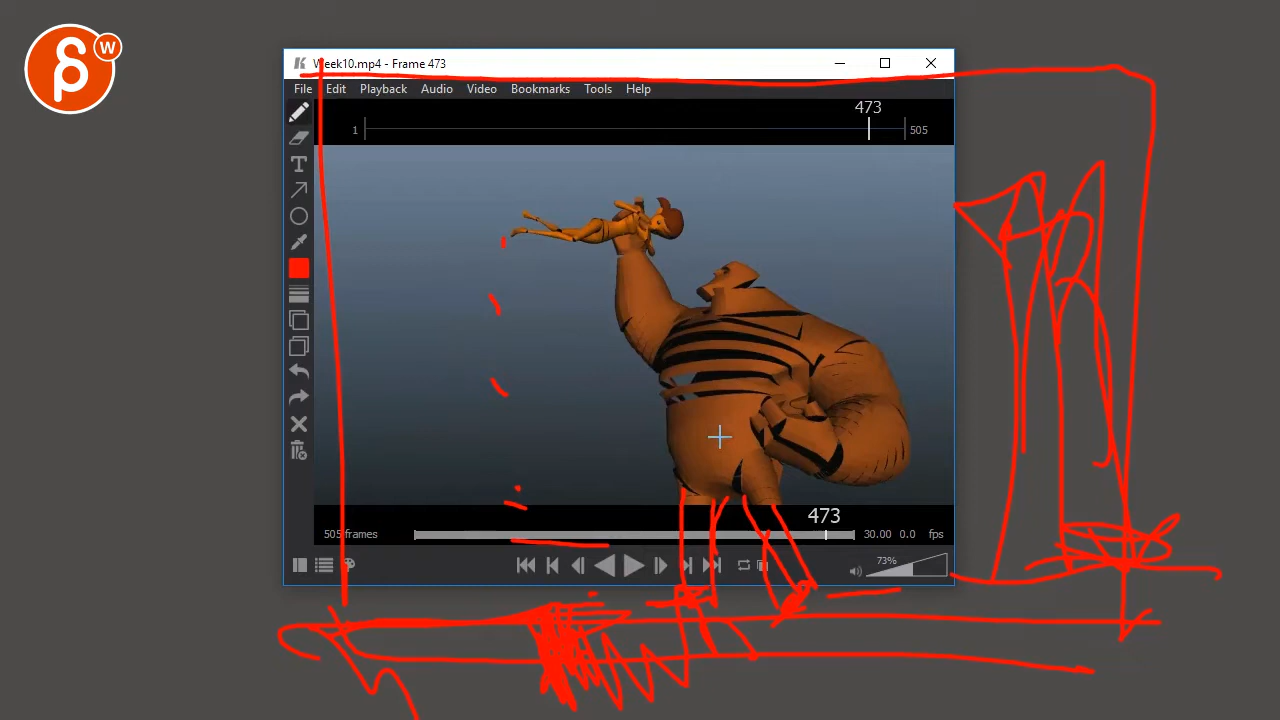 W
Week10.mp4 - Frame 473
File Edit Playback Audio Video Bookmarks Tools Help
473
1
505
T
473
505 frames
30.00 0.0 fps
73%